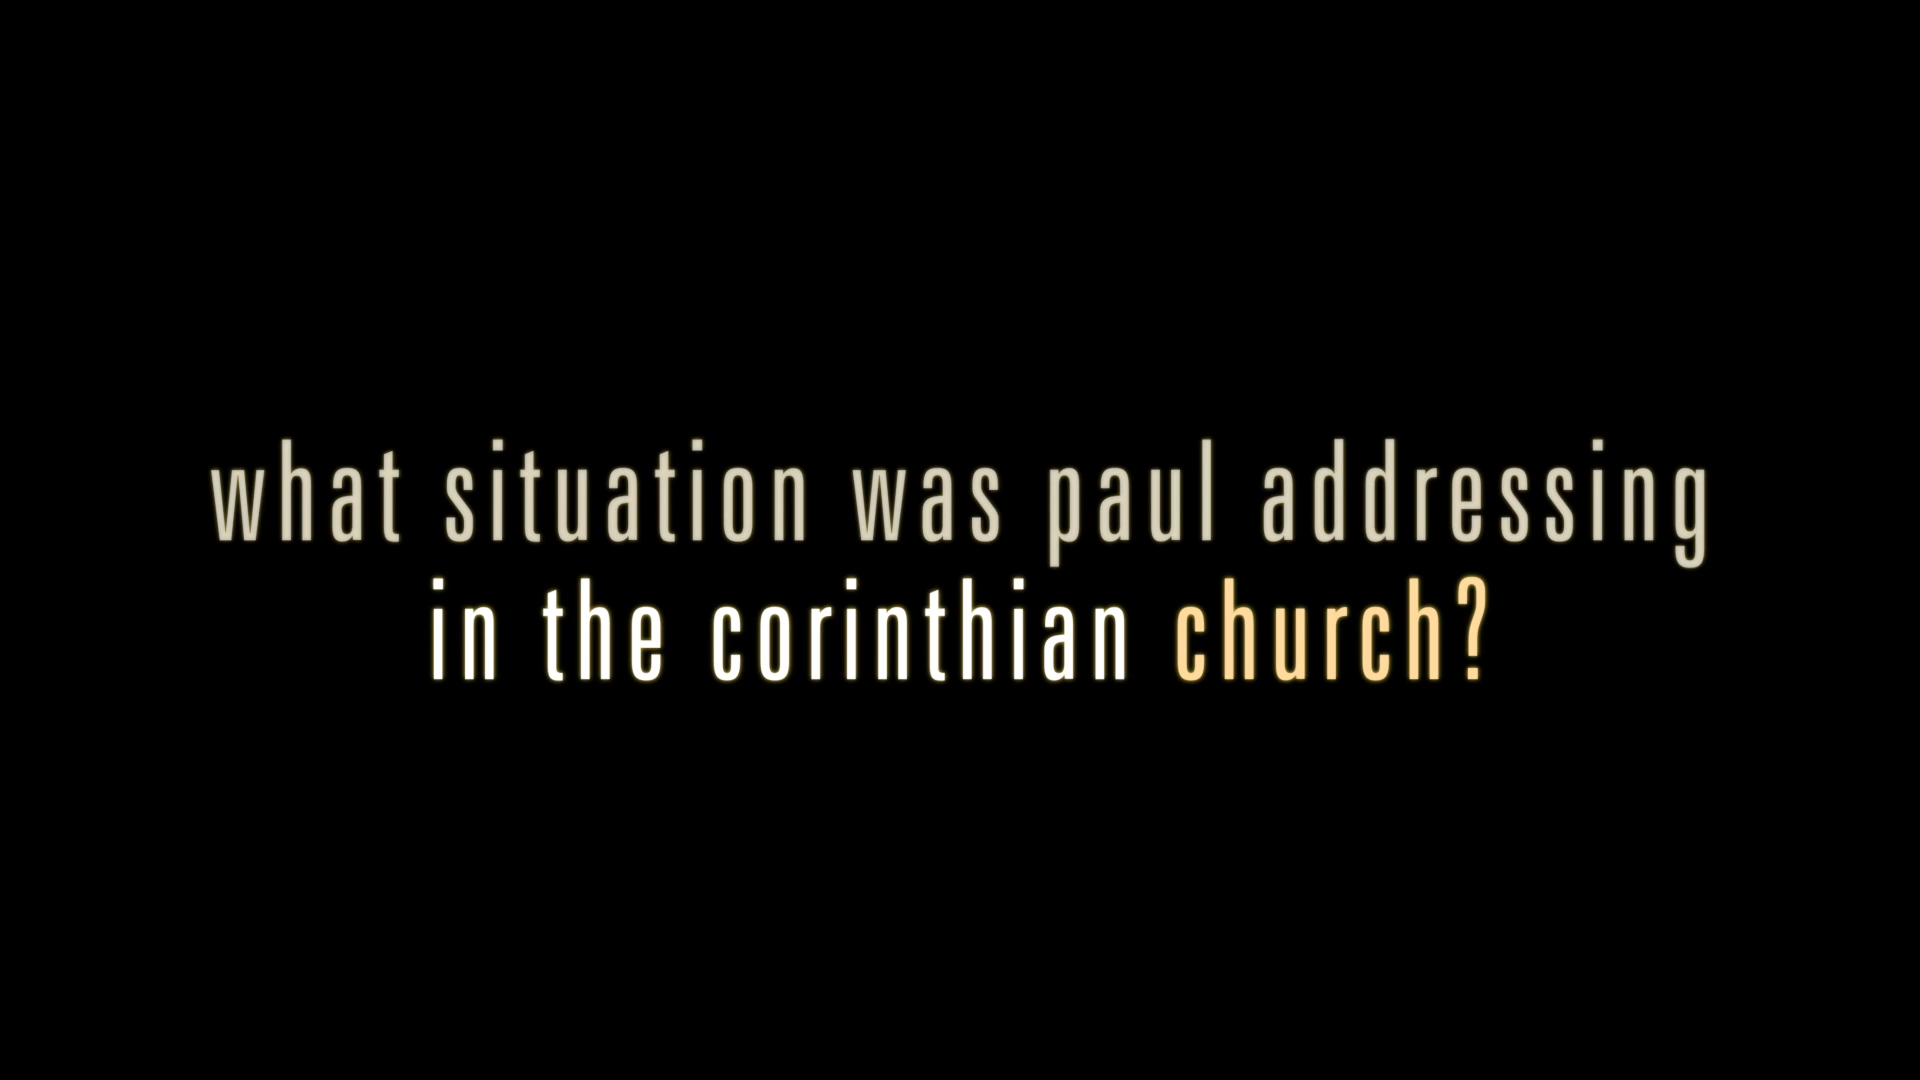 what situation was paul addressing
in the corinthian church?